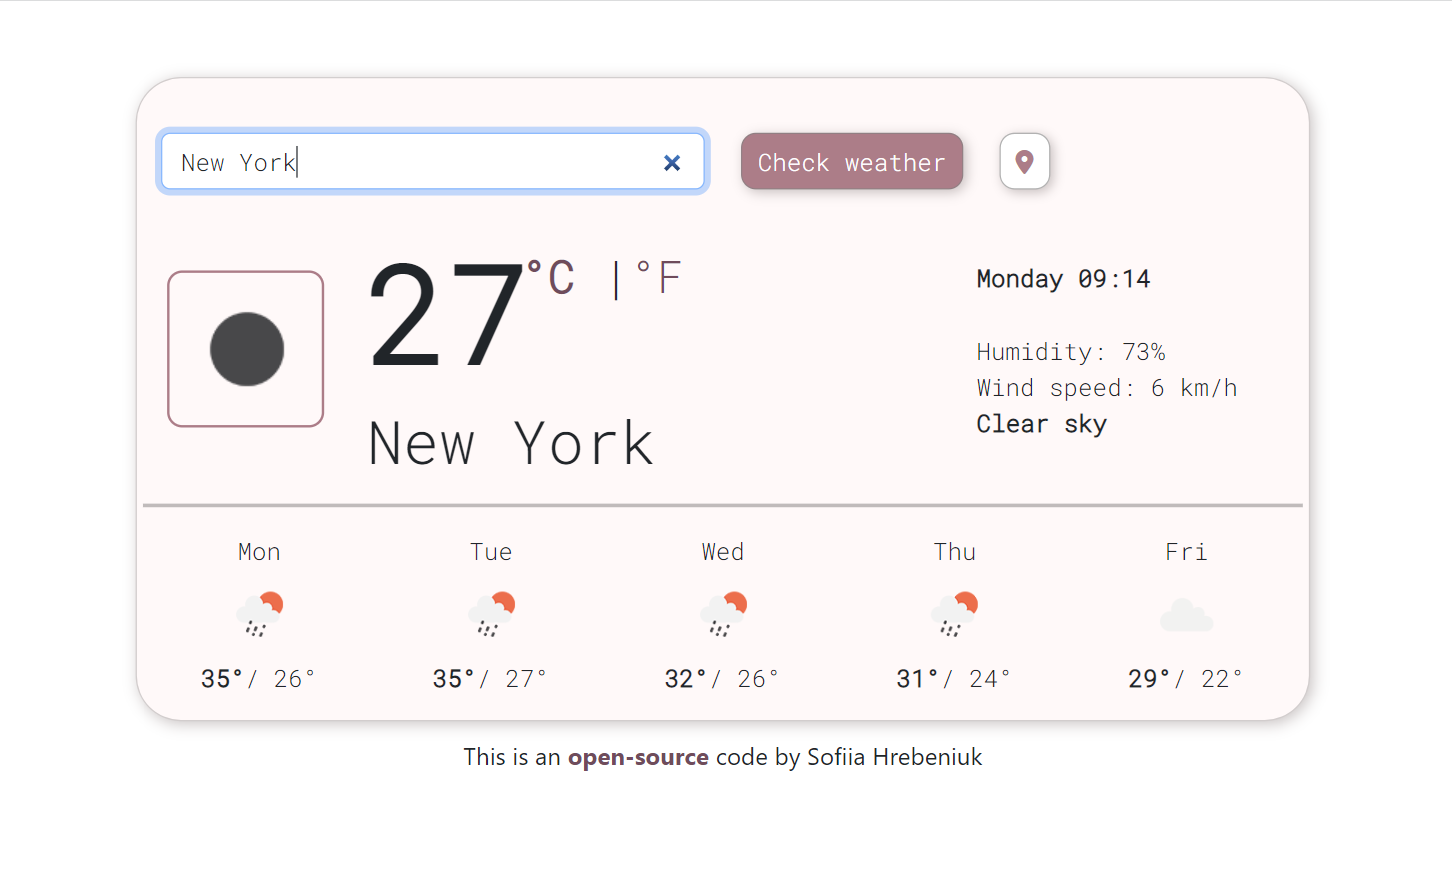 New York
Check weather
27°C |°F
New York
Monday 09:14
Humidity: 73%
Wind speed: 6 km/h
Clear sky
Mon Tue Wed Thu Fri
35°/ 26° 35°/ 27° 32°/ 26° 31°/ 24° 29°/ 22°
This is an open-source code by Sofiia Hrebeniuk